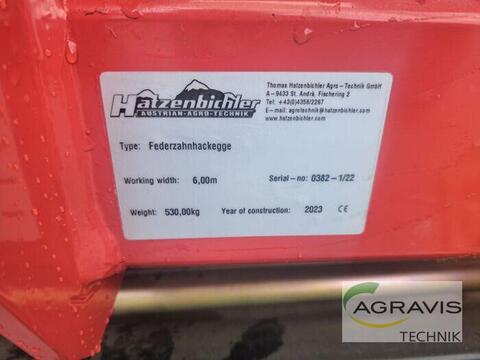 Hatzenbichler
AUSTRIAN-AGRO-TECHNIK
Thomas Hatzenbichler Agro-Technik GmbH
A-9433 St. Andrä, Fischering 2
Tel: +43(0)4358/2287
E-mail: agrotechnik@hatzenbichler.com
www.hatzenbichler.com
Type: Federzahnhackegge
Working width: 6,00m
Serial-no: 0382-1/22
Weight: 530,00kg
Year of construction: 2023 CE
AGRAVIS
TECHNIK